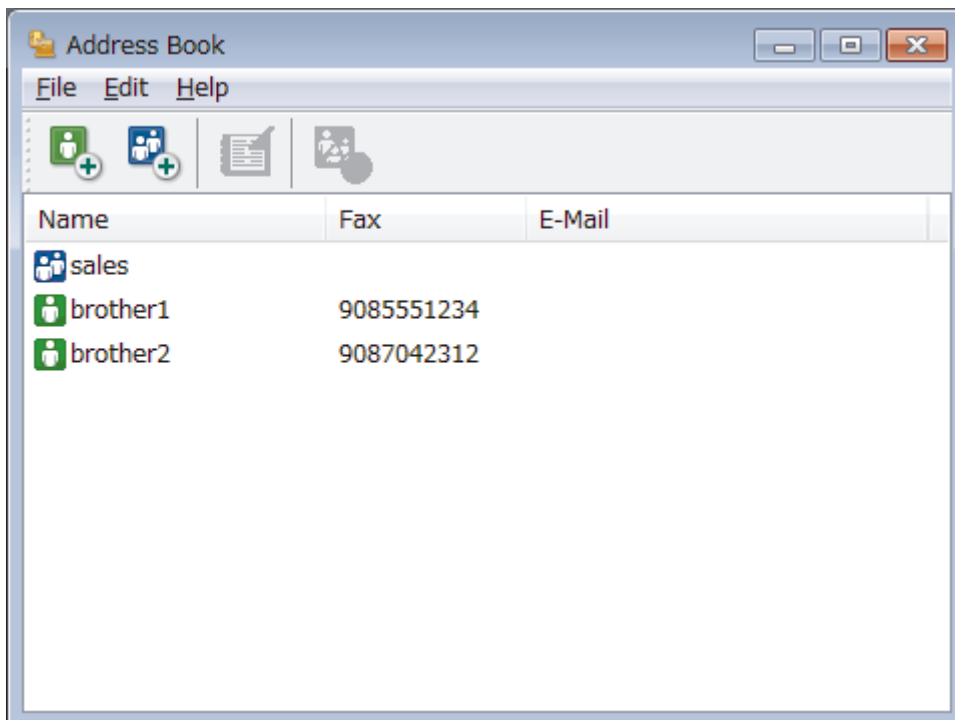 Address Book
File Edit Help
Name Fax E-Mail
sales
brother1 9085551234
brother2 9087042312